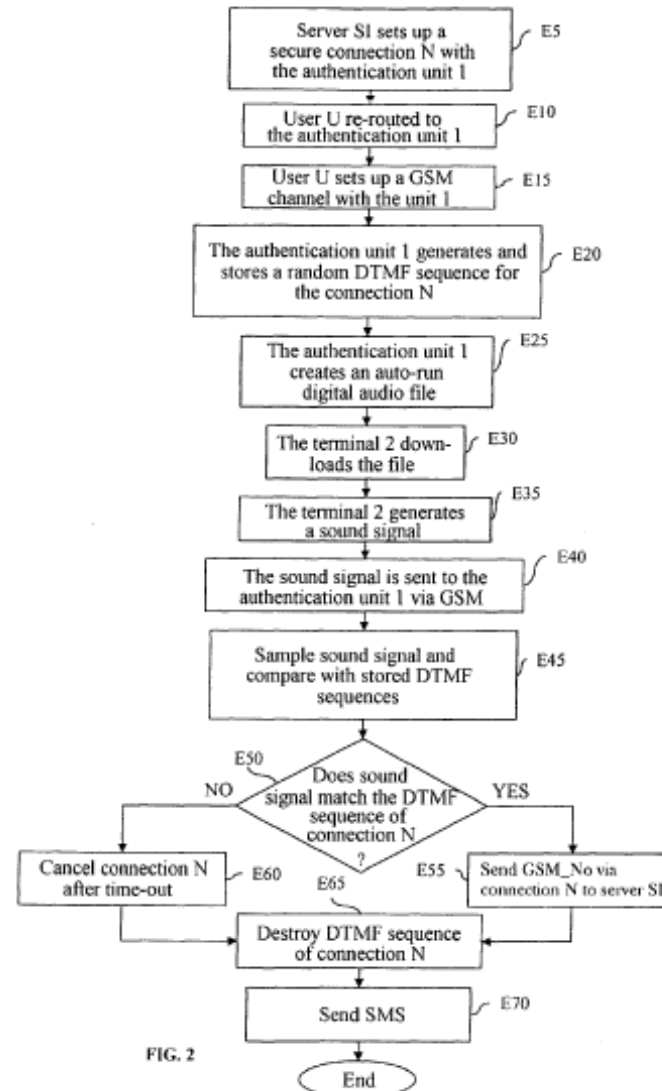 Server SI sets up a
secure connection N with
the authentication unit 1
E5
User U re-routed to
the authentication unit 1
E10
User U sets up a GSM
channel with the unit 1
E15
The authentication unit 1 generates and
stores a random DTMF sequence for
the connection N
E20
The authentication unit 1
creates an auto-run
digital audio file
E25
The terminal 2 down-
loads the file
E30
The terminal 2 generates
a sound signal
E35
The sound signal is sent to the
authentication unit 1 via GSM
E40
Sample sound signal and
compare with stored DTMF
sequences
E45
E50
NO
Does sound
signal match the DTMF
sequence of
connection N
?
YES
Cancel connection N
after time-out
E60
E55
Send GSM_No via
connection N to server SI
E65
Destroy DTMF sequence
of connection N
Send SMS
E70
FIG. 2
End